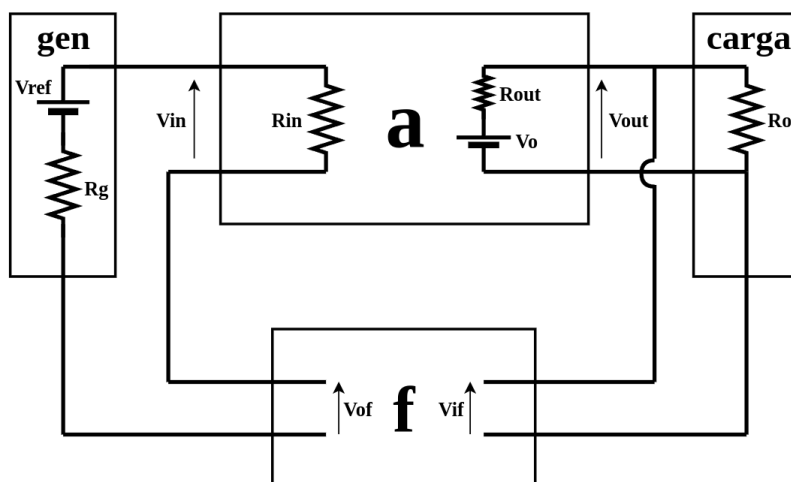 gen
carga
Vref
Rout
Vin
Rin
a
Vo
Vout
Ro
Rg
Vof
f
Vif